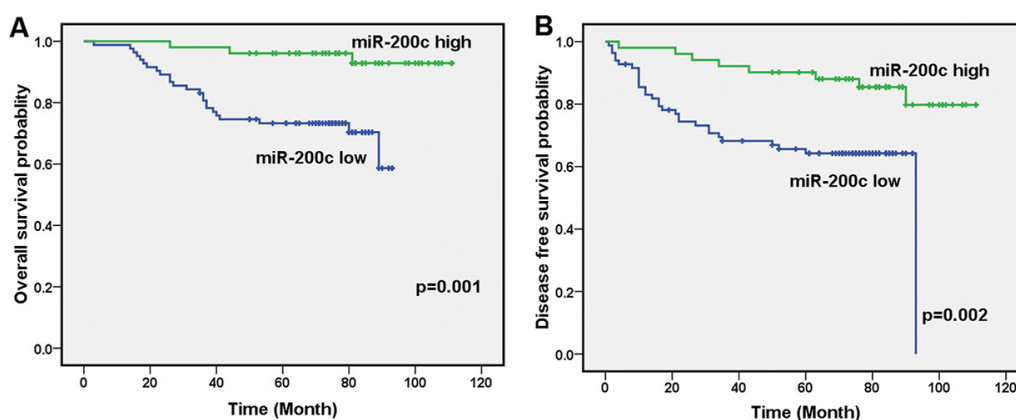 A
Overall survival probablity
1.0
0.8
0.6
0.4
0.2
0.0
miR-200c high
miR-200c low
p=0.001
0 20 40 60 80 100 120
Time (Month)
B
Disease free survival probablity
1.0
0.8
0.6
0.4
0.2
0.0
miR-200c high
miR-200c low
p=0.002
0 20 40 60 80 100 120
Time (Month)